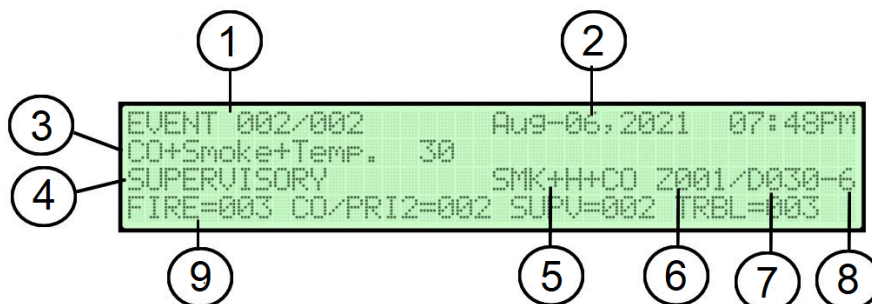 1 2
3
4
5 6 7 8
9
EVENT 002/002 Aug-06,2021 07:48PM
CO+Smoke+Temp. 30
SUPERVISORY SMK+H+CO Z001/D030-6
FIRE=003 CO/PRI2=002 SUPV=002 TRBL=003